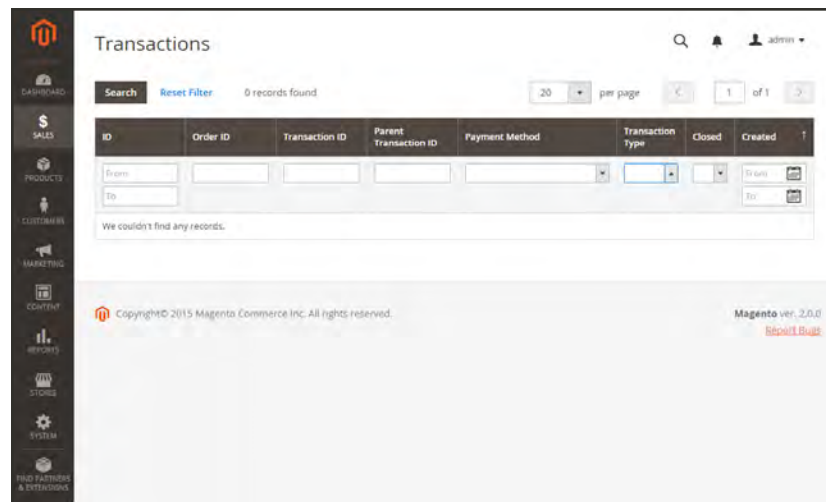 Transactions
admin
Search Reset Filter 0 records found 20 per page 1 of 1
ID Order ID Transaction ID Parent Transaction ID Payment Method Transaction Type Closed Created
From From
To To
We couldn't find any records.
Copyright© 2015 Magento Commerce Inc. All rights reserved.
Magento ver. 2.0.0
Report Bugs
DASHBOARD
$
SALES
PRODUCTS
CUSTOMERS
MARKETING
CONTENT
REPORTS
STORES
SYSTEM
FIND PARTNERS
& EXTENSIONS